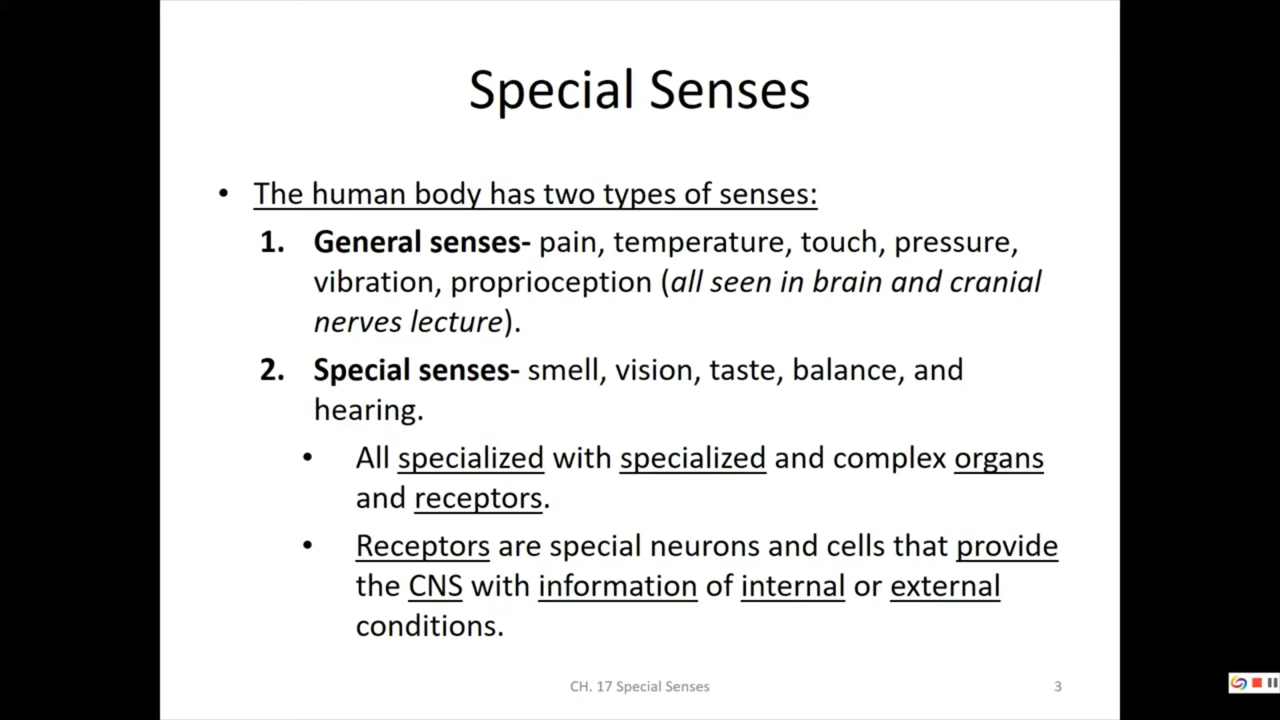 Special Senses
• The human body has two types of senses:
1. General senses- pain, temperature, touch, pressure,
vibration, proprioception (all seen in brain and cranial
nerves lecture).
2. Special senses- smell, vision, taste, balance, and
hearing.
• All specialized with specialized and complex organs
and receptors.
• Receptors are special neurons and cells that provide
the CNS with information of internal or external
conditions.
CH. 17 Special Senses
3